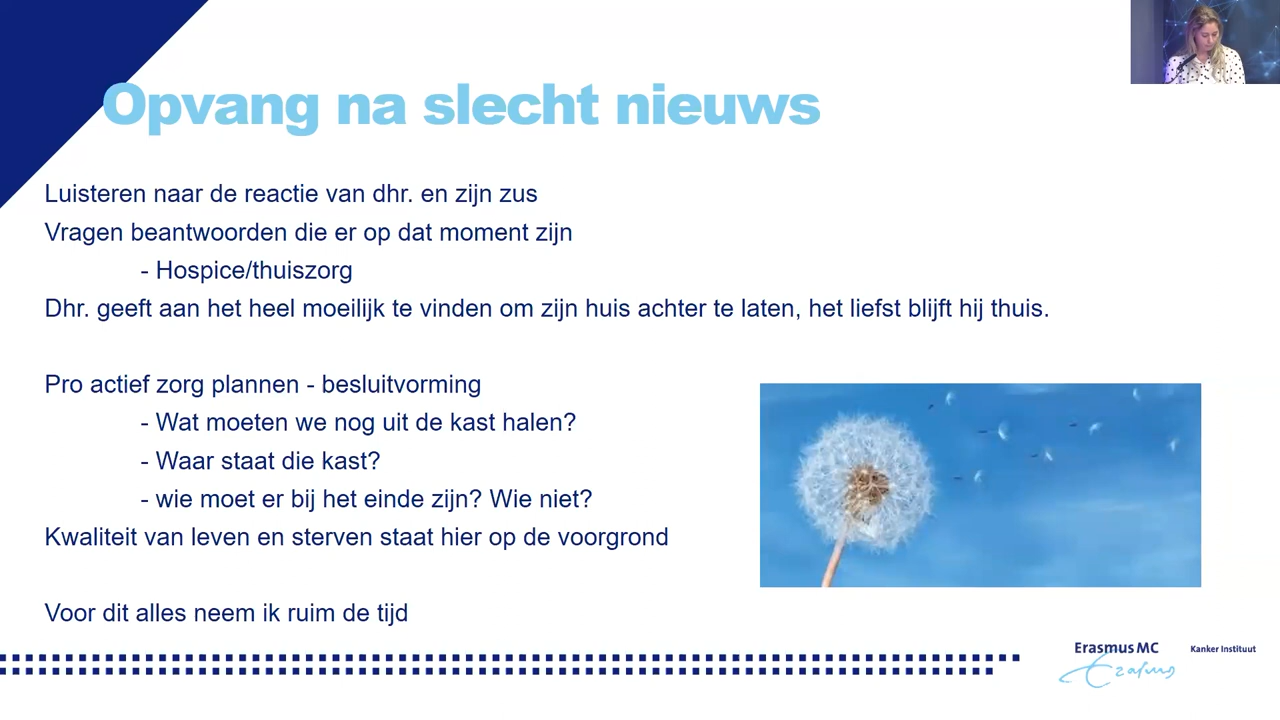 Opvang na slecht nieuws
Luisteren naar de reactie van dhr. en zijn zus
Vragen beantwoorden die er op dat moment zijn
- Hospice/thuiszorg
Dhr. geeft aan het heel moeilijk te vinden om zijn huis achter te laten, het liefst blijft hij thuis.
Pro actief zorg plannen - besluitvorming
- Wat moeten we nog uit de kast halen?
- Waar staat die kast?
- wie moet er bij het einde zijn? Wie niet?
Kwaliteit van leven en sterven staat hier op de voorgrond
Voor dit alles neem ik ruim de tijd
Erasmus MC
Kanker Instituut
Erasmus